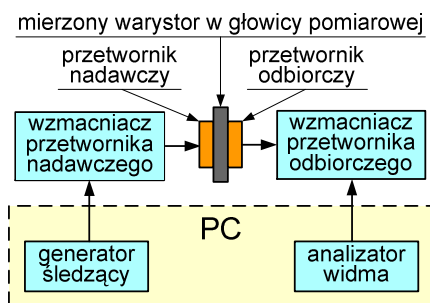 mierzony warystor w głowicy pomiarowej
przetwornik
nadawczy
przetwornik
odbiorczy
wzmacniacz
przetwornika
nadawczego
wzmacniacz
przetwornika
odbiorczego
PC
generator
śledzący
analizator
widma